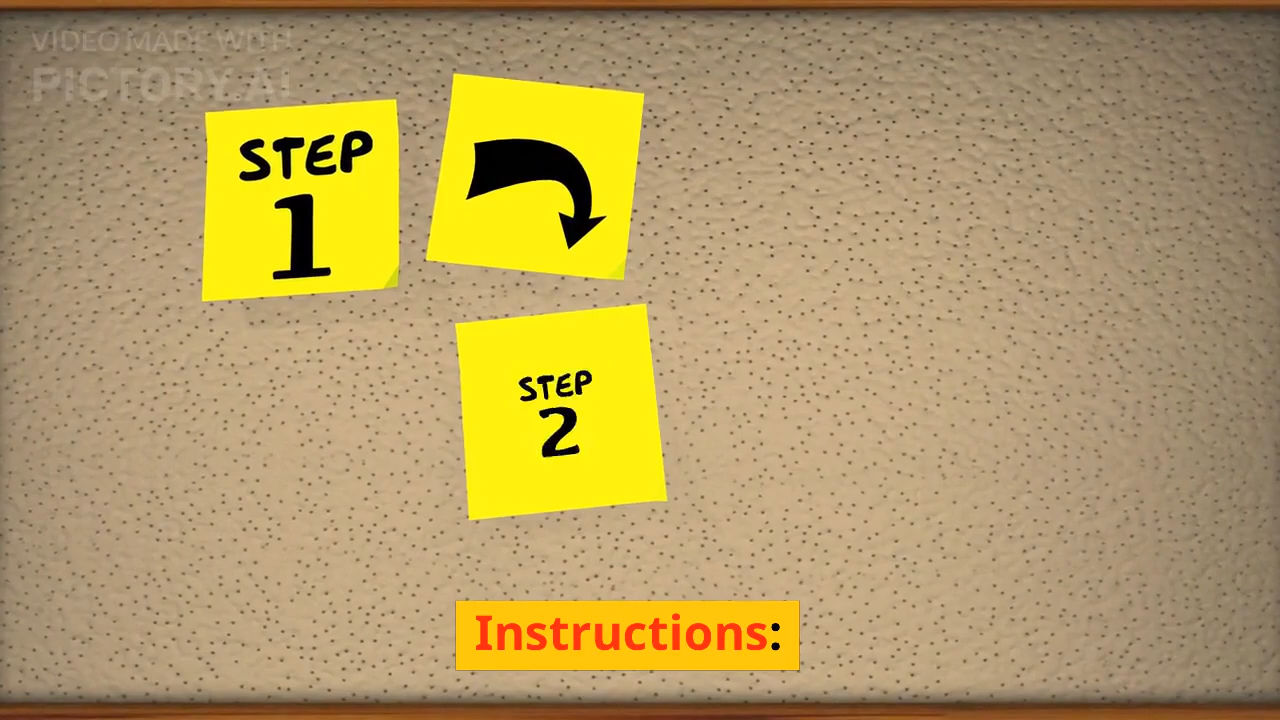 VIDEO MADE WITH
PICTORY.AI
STEP
1
STEP
2
Instructions: